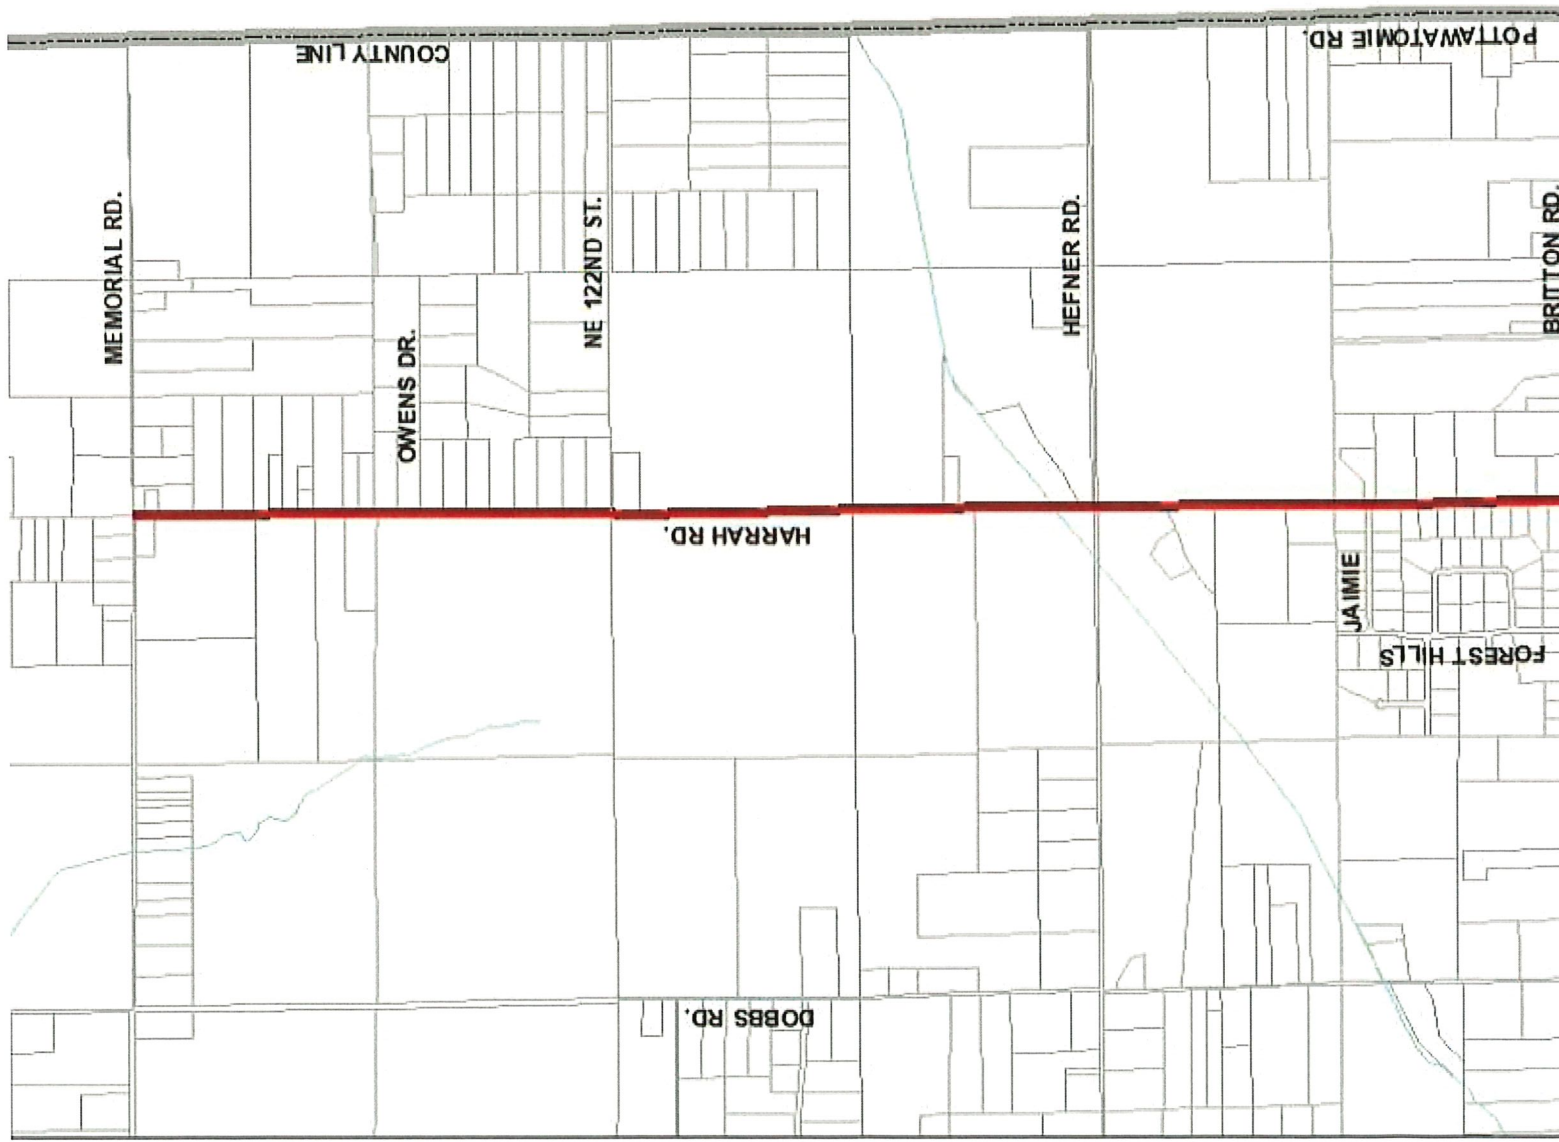 COUNTY LINE
POTTAWATOMIE RD.
MEMORIAL RD.
NE 122ND ST.
HEFNER RD.
BRITTON RD.
OWENS DR.
HARRAH RD.
JAIMIE
FOREST HILLS
DOBBS RD.